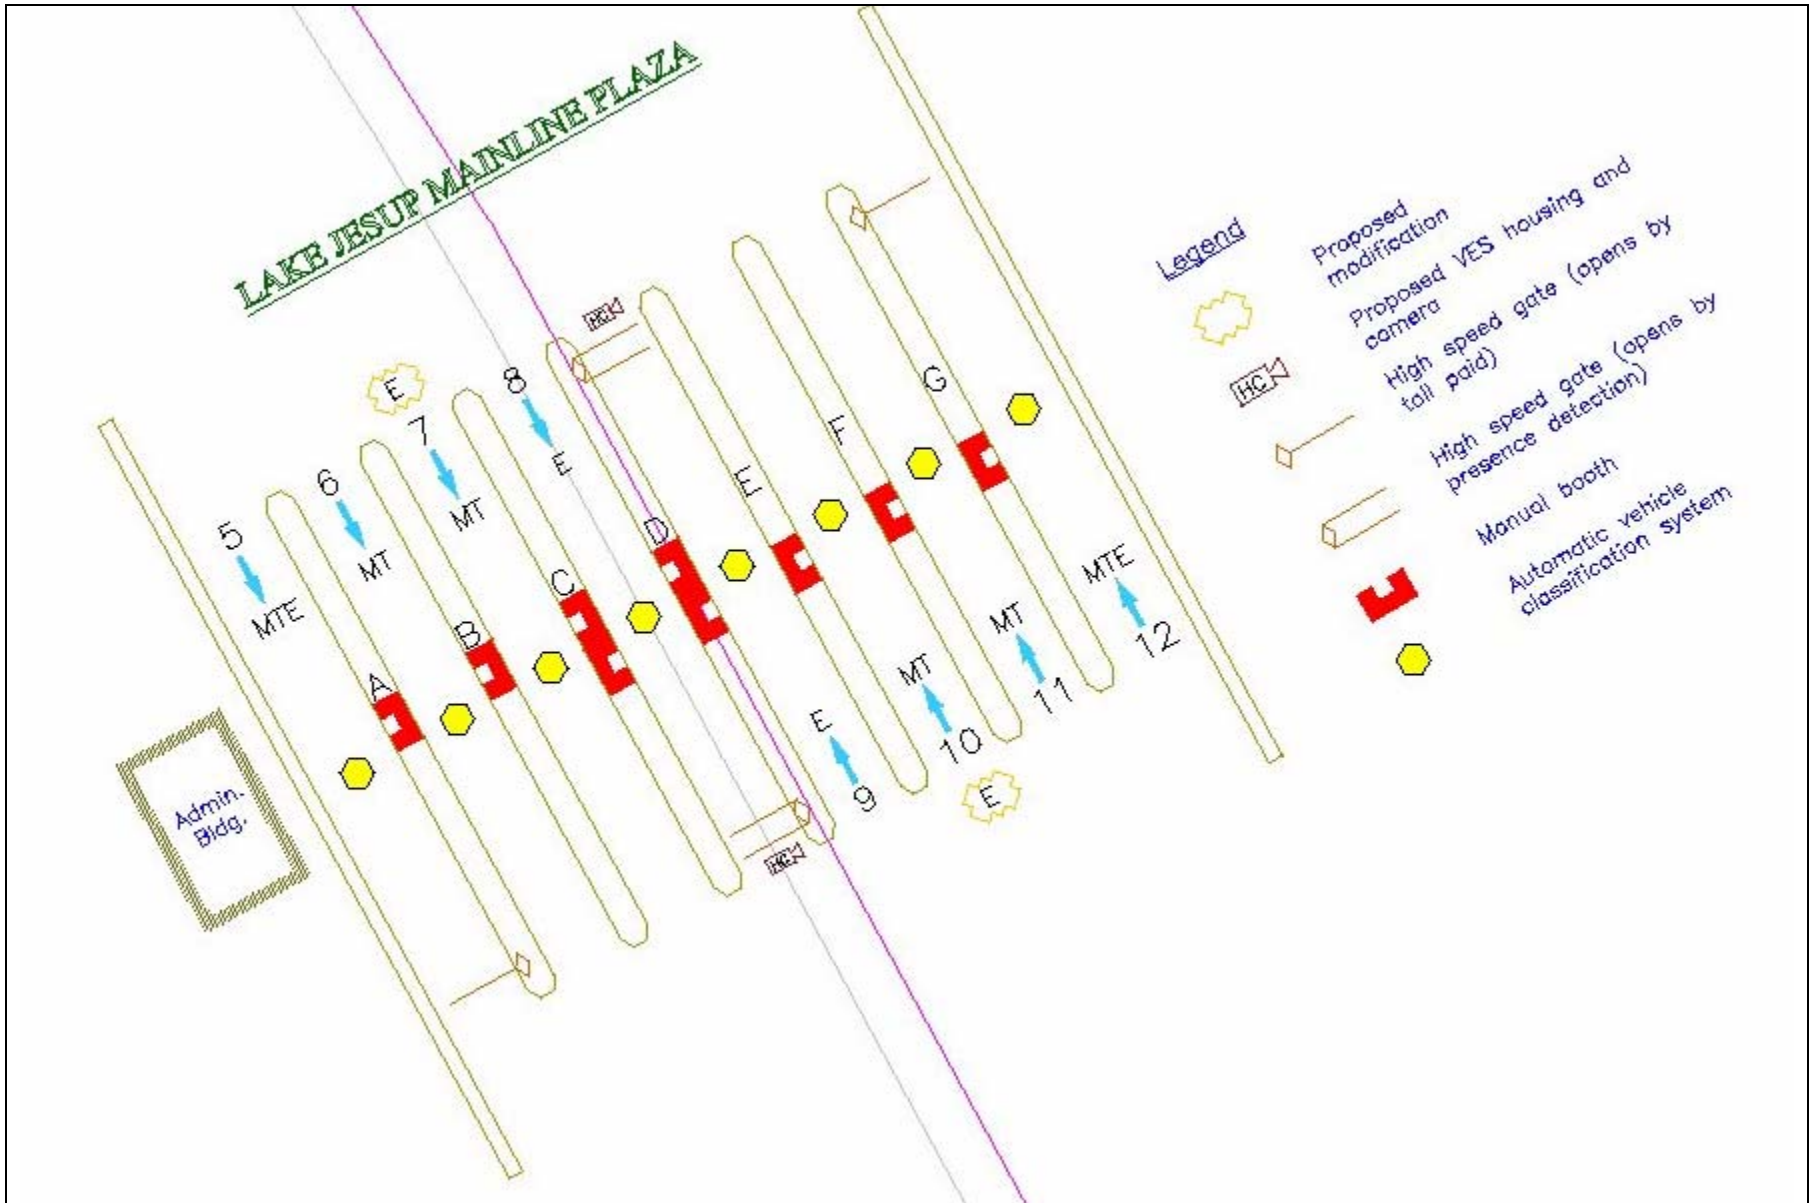 LAKE JESUP MAINLINE PLAZA
5
MTE
6
MT
E
7
MT
8
E
HC
A
B
C
D
E
F
G
HC
9
E
10
MT
E
11
MT
12
MTE
Admin.
Bldg.
Legend
Proposed
modification
Proposed VES housing and
camera
HC
High speed gate (opens by
toll paid)
High speed gate (opens by
presence detection)
Manual booth
Automatic vehicle
classification system